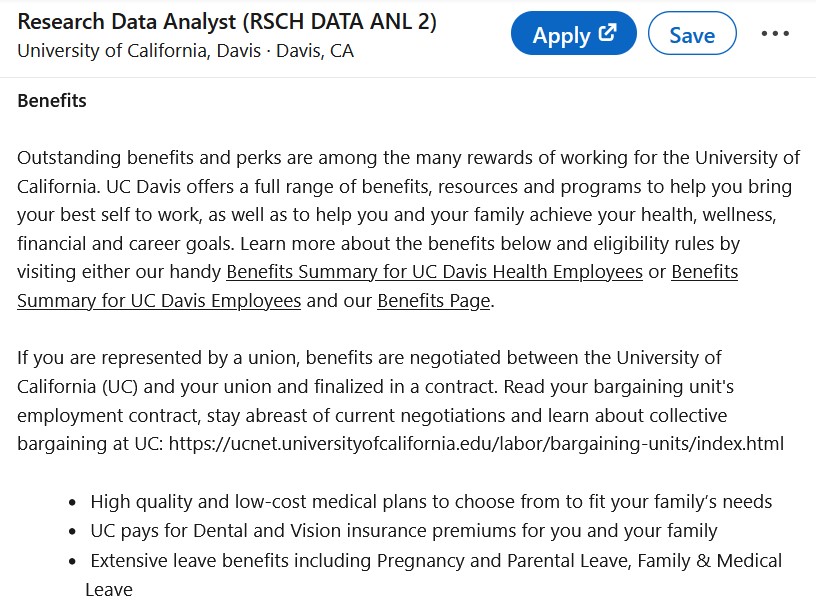 Research Data Analyst (RSCH DATA ANL 2)
University of California, Davis · Davis, CA
Apply
Save
Benefits
Outstanding benefits and perks are among the many rewards of working for the University of
California. UC Davis offers a full range of benefits, resources and programs to help you bring
your best self to work, as well as to help you and your family achieve your health, wellness,
financial and career goals. Learn more about the benefits below and eligibility rules by
visiting either our handy Benefits Summary for UC Davis Health Employees or Benefits
Summary for UC Davis Employees and our Benefits Page.
If you are represented by a union, benefits are negotiated between the University of
California (UC) and your union and finalized in a contract. Read your bargaining unit's
employment contract, stay abreast of current negotiations and learn about collective
bargaining at UC: https://ucnet.universityofcalifornia.edu/labor/bargaining-units/index.html
• High quality and low-cost medical plans to choose from to fit your family’s needs
• UC pays for Dental and Vision insurance premiums for you and your family
• Extensive leave benefits including Pregnancy and Parental Leave, Family & Medical
Leave